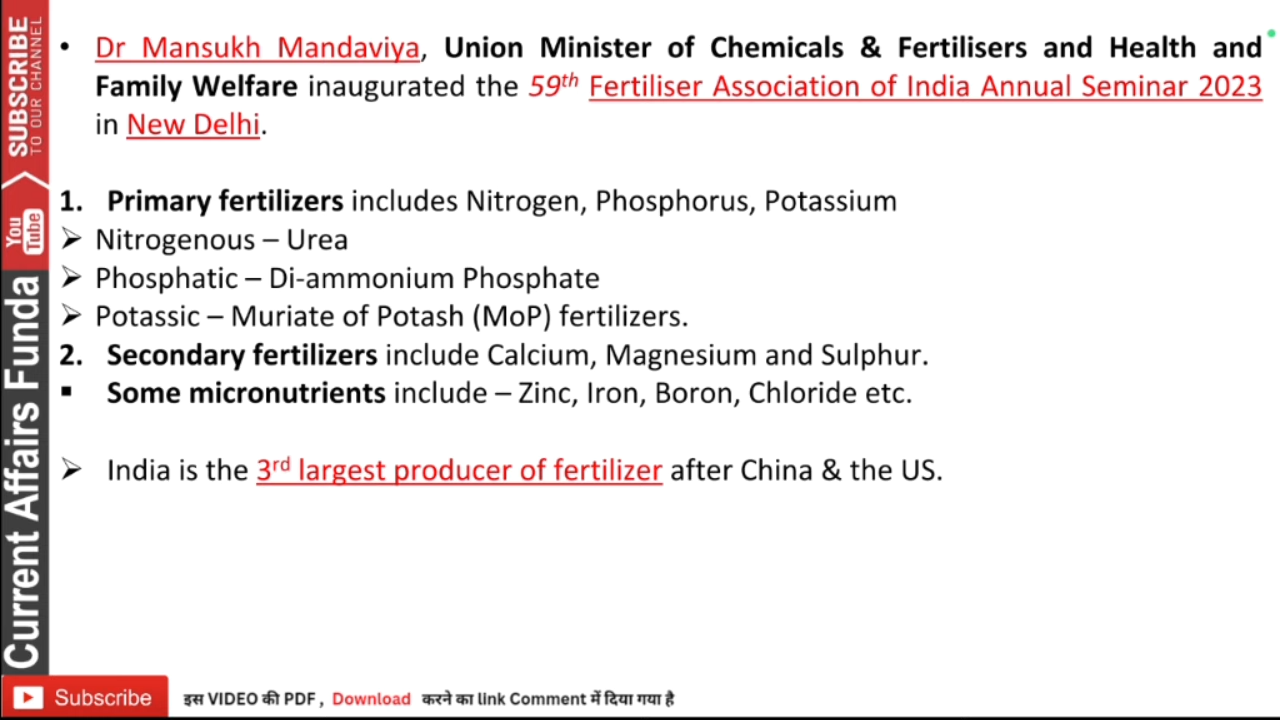 • Dr Mansukh Mandaviya, Union Minister of Chemicals & Fertilisers and Health and
Family Welfare inaugurated the 59th Fertiliser Association of India Annual Seminar 2023
in New Delhi.
1. Primary fertilizers includes Nitrogen, Phosphorus, Potassium
➢ Nitrogenous – Urea
➢ Phosphatic – Di-ammonium Phosphate
➢ Potassic – Muriate of Potash (MoP) fertilizers.
2. Secondary fertilizers include Calcium, Magnesium and Sulphur.
▪ Some micronutrients include – Zinc, Iron, Boron, Chloride etc.
➢ India is the 3rd largest producer of fertilizer after China & the US.
SUBSCRIBE
TO OUR CHANNEL
You
Tube
Current Affairs Funda
Subscribe
इस VIDEO की PDF , Download करने का link Comment में दिया गया है